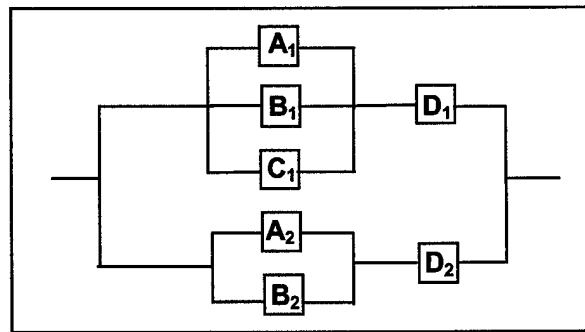 A₁
B₁
D₁
C₁
A₂
D₂
B₂